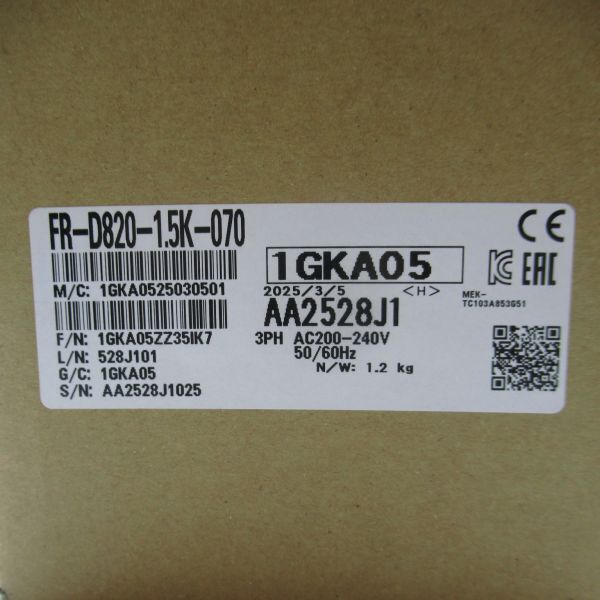 FR-D820-1.5K-070
CE
1GKA05
EAC
M/C: 1GKA0525030501
2025/3/5 <H>
MEK-
TC103A853G51
AA2528J1
F/N: 1GKA05ZZ35IK7
3PH AC200-240V
L/N: 528J101
50/60Hz
G/C: 1GKA05
N/W: 1.2 kg
S/N: AA2528J1025